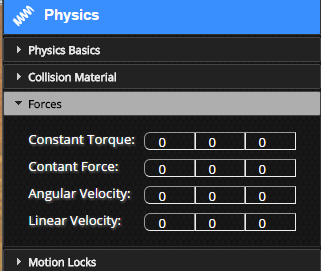 Physics
Physics Basics
Collision Material
Forces
Constant Torque: 0 0 0
Contant Force: 0 0 0
Angular Velocity: 0 0 0
Linear Velocity: 0 0 0
Motion Locks